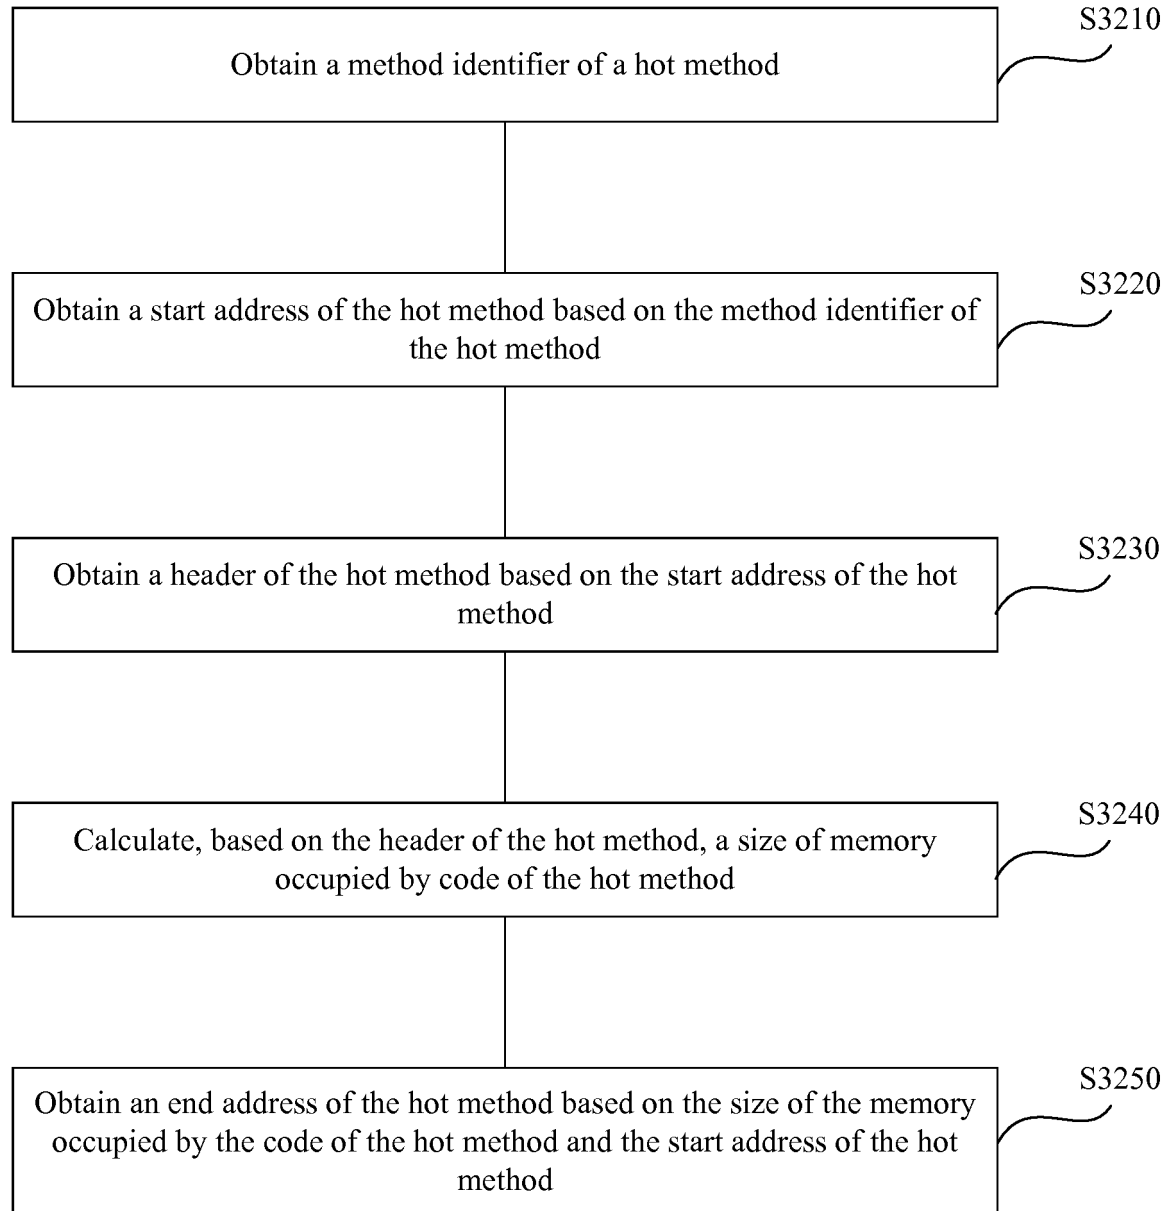 S3210
Obtain a method identifier of a hot method
S3220
Obtain a start address of the hot method based on the method identifier of
the hot method
S3230
Obtain a header of the hot method based on the start address of the hot
method
S3240
Calculate, based on the header of the hot method, a size of memory
occupied by code of the hot method
S3250
Obtain an end address of the hot method based on the size of the memory
occupied by the code of the hot method and the start address of the hot
method